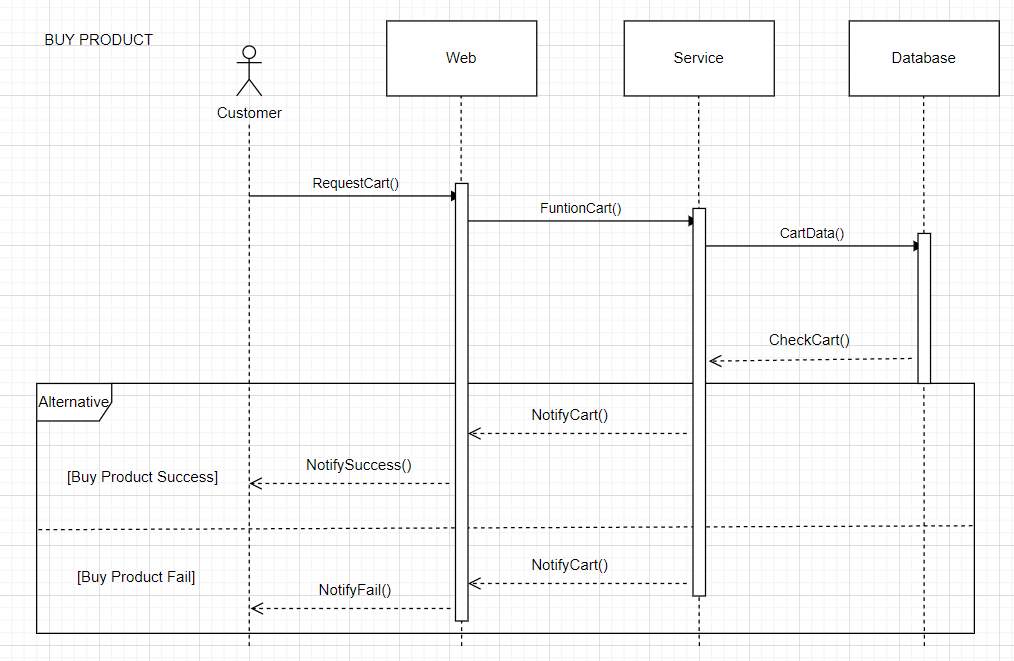 BUY PRODUCT
Customer
Web
Service
Database
RequestCart()
FuntionCart()
CartData()
CheckCart()
Alternative
NotifyCart()
NotifySuccess()
[Buy Product Success]
NotifyCart()
[Buy Product Fail]
NotifyFail()